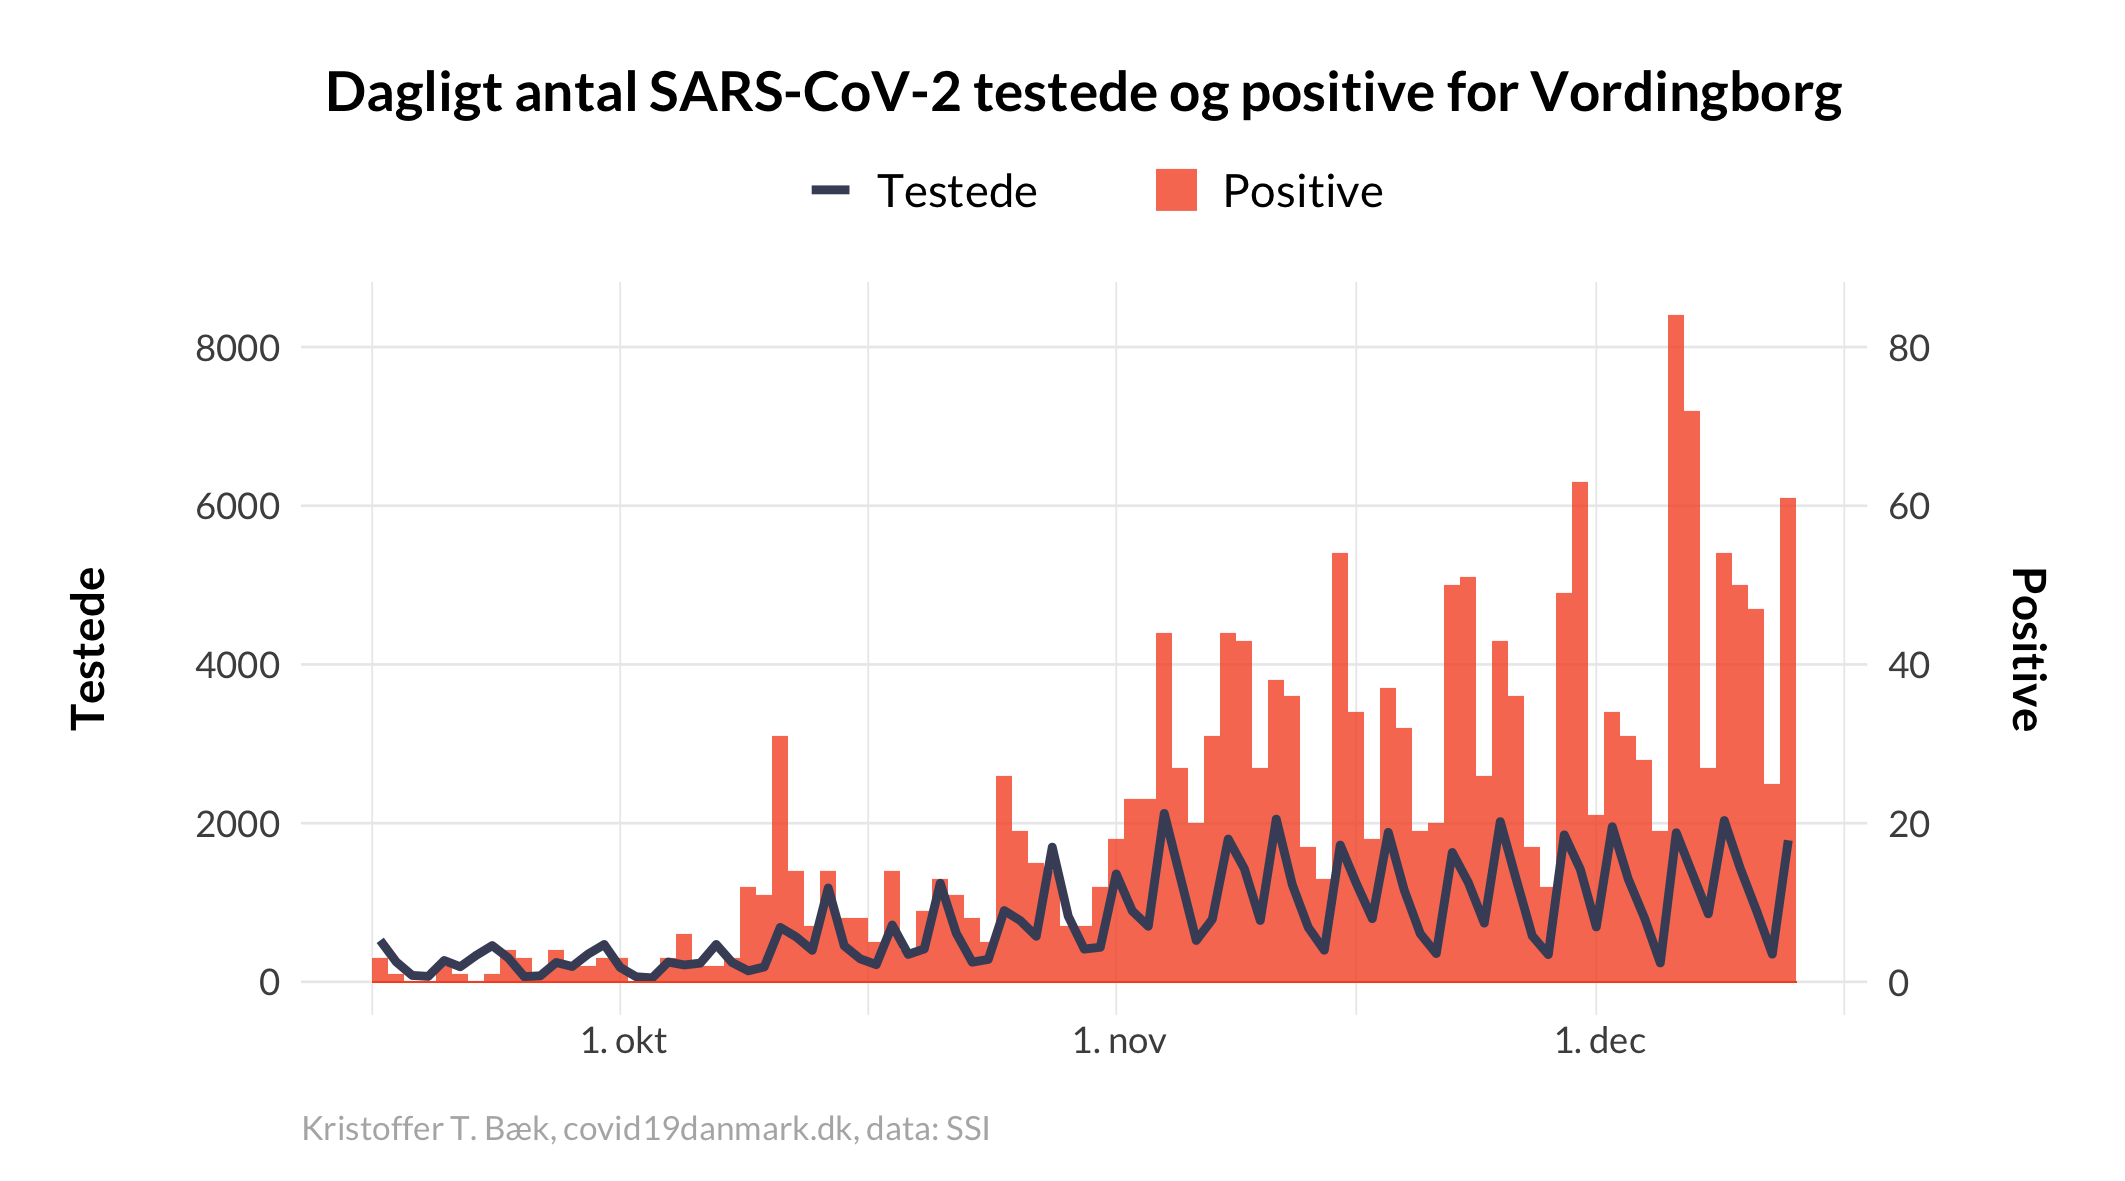 Dagligt antal SARS-CoV-2 testede og positive for Vordingborg
Testede
Positive
8000
6000
4000
2000
0
80
60
40
20
0
Testede
Positive
1. okt
1. nov
1. dec
Kristoffer T. Bæk, covid19danmark.dk, data: SSI